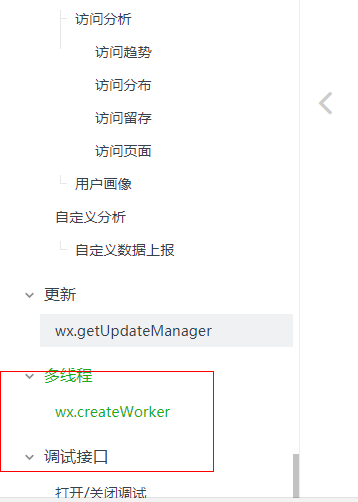 访问分析
访问趋势
访问分布
访问留存
访问页面
用户画像
自定义分析
自定义数据上报
更新
wx.getUpdateManager
多线程
wx.createWorker
调试接口
打开/关闭调试